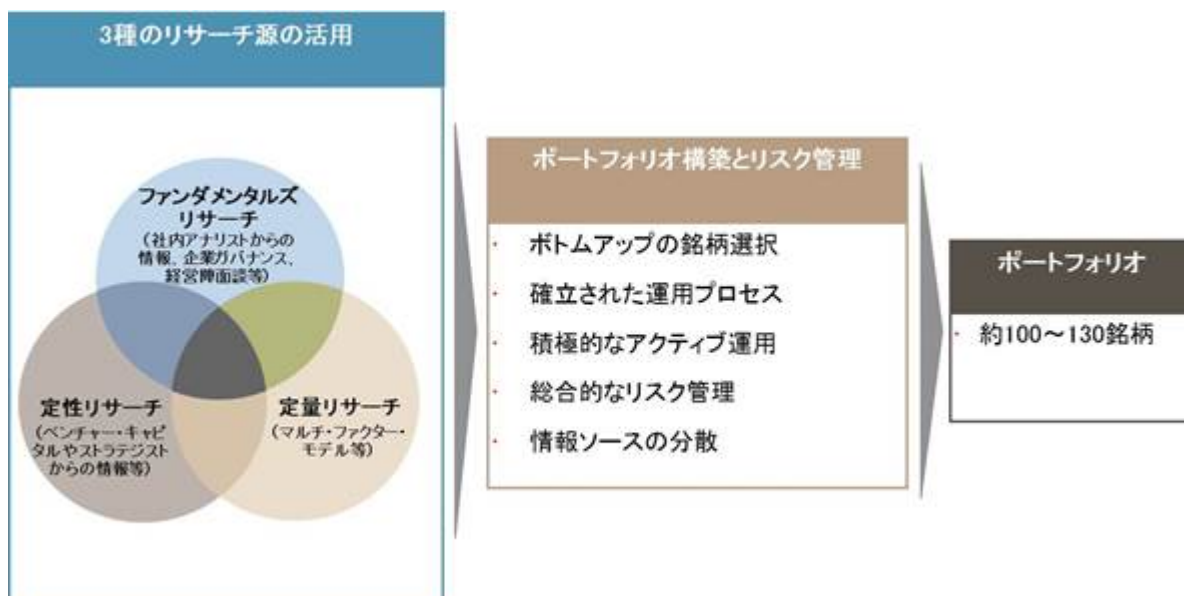 3種のリサーチ源の活用
ファンダメンタルズ
リサーチ
(社内アナリストからの
情報、企業ガバナンス、
経営陣面談等)
定性リサーチ
(ベンチャー・キャピ
タルやストラテジスト
からの情報等)
定量リサーチ
(マルチ・ファクター・
モデル等)
ポートフォリオ構築とリスク管理
・ ボトムアップの銘柄選択
・ 確立された運用プロセス
・ 積極的なアクティブ運用
・ 総合的なリスク管理
・ 情報ソースの分散
ポートフォリオ
・ 約100～130銘柄